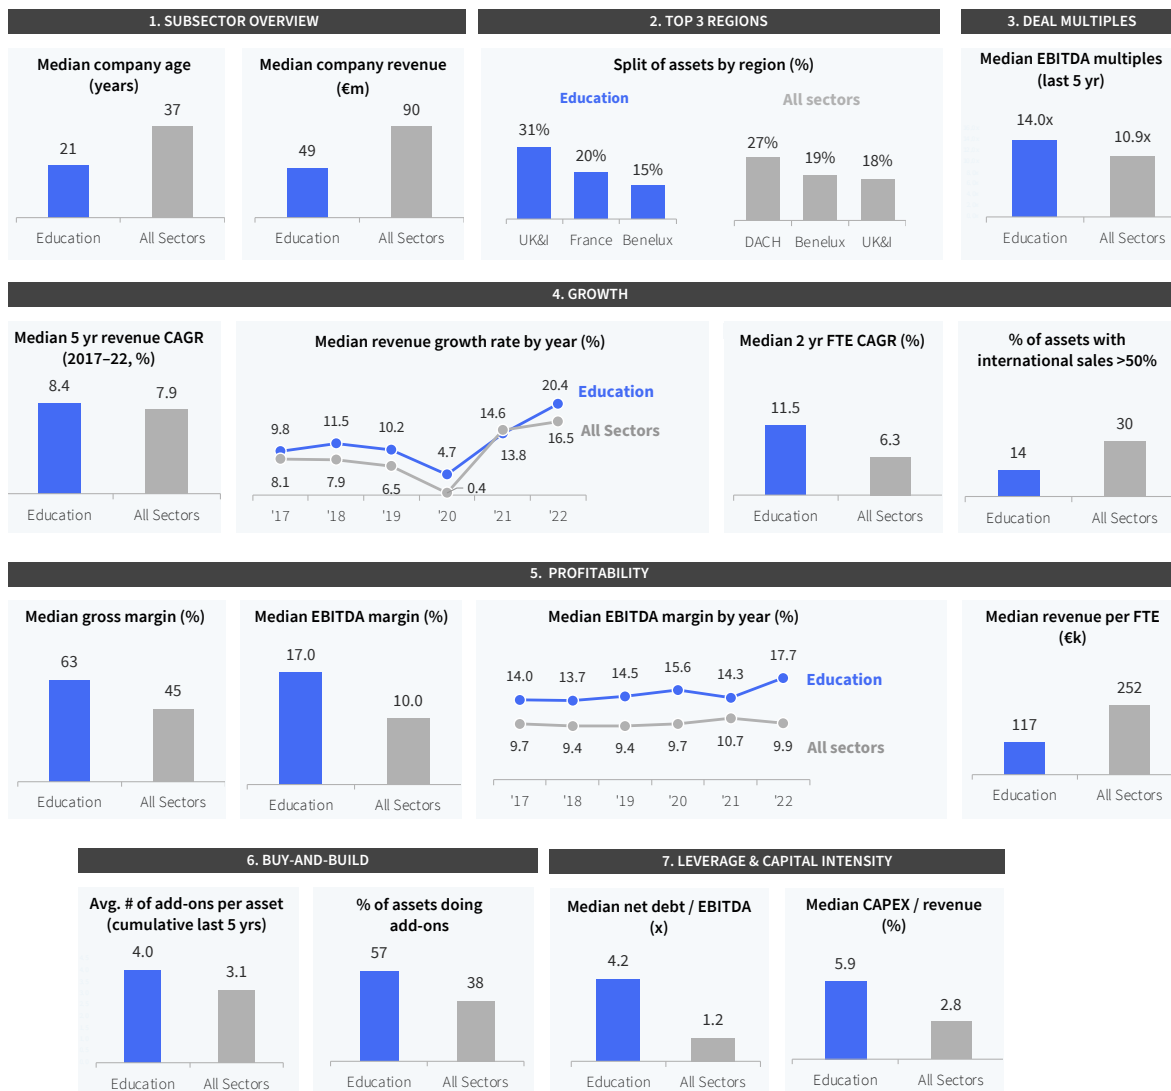 1. SUBSECTOR OVERVIEW
Median company age
(years)
21
37
Education
All Sectors
Median company revenue
(€m)
49
90
Education
All Sectors
2. TOP 3 REGIONS
Split of assets by region (%)
Education
31%
20%
15%
UK&I
France
Benelux
All sectors
27%
19%
18%
DACH
Benelux
UK&I
3. DEAL MULTIPLES
Median EBITDA multiples
(last 5 yr)
14.0x
10.9x
Education
All Sectors
4. GROWTH
Median 5 yr revenue CAGR
(2017–22, %)
8.4
7.9
Education
All Sectors
Median revenue growth rate by year (%)
9.8
11.5
10.2
4.7
14.6
20.4
Education
All Sectors
8.1
7.9
6.5
0.4
13.8
16.5
'17
'18
'19
'20
'21
'22
Median 2 yr FTE CAGR (%)
11.5
6.3
Education
All Sectors
% of assets with
international sales >50%
14
30
Education
All Sectors
5. PROFITABILITY
Median gross margin (%)
63
45
Education
All Sectors
Median EBITDA margin (%)
17.0
10.0
Education
All Sectors
Median EBITDA margin by year (%)
14.0
13.7
14.5
15.6
14.3
17.7
Education
9.7
9.4
9.4
9.7
10.7
9.9
All sectors
'17
'18
'19
'20
'21
'22
Median revenue per FTE
(€k)
117
252
Education
All Sectors
6. BUY-AND-BUILD
Avg. # of add-ons per asset
(cumulative last 5 yrs)
4.0
3.1
Education
All Sectors
% of assets doing
add-ons
57
38
Education
All Sectors
7. LEVERAGE & CAPITAL INTENSITY
Median net debt / EBITDA
(x)
4.2
1.2
Education
All Sectors
Median CAPEX / revenue
(%)
5.9
2.8
Education
All Sectors